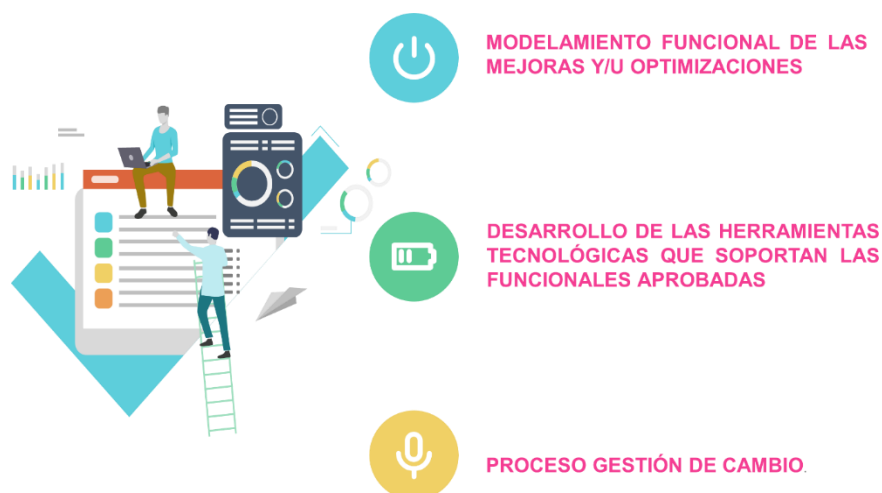 MODELAMIENTO FUNCIONAL DE LAS
MEJORAS Y/U OPTIMIZACIONES
DESARROLLO DE LAS HERRAMIENTAS
TECNOLÓGICAS QUE SOPORTAN LAS
FUNCIONALES APROBADAS
PROCESO GESTIÓN DE CAMBIO.